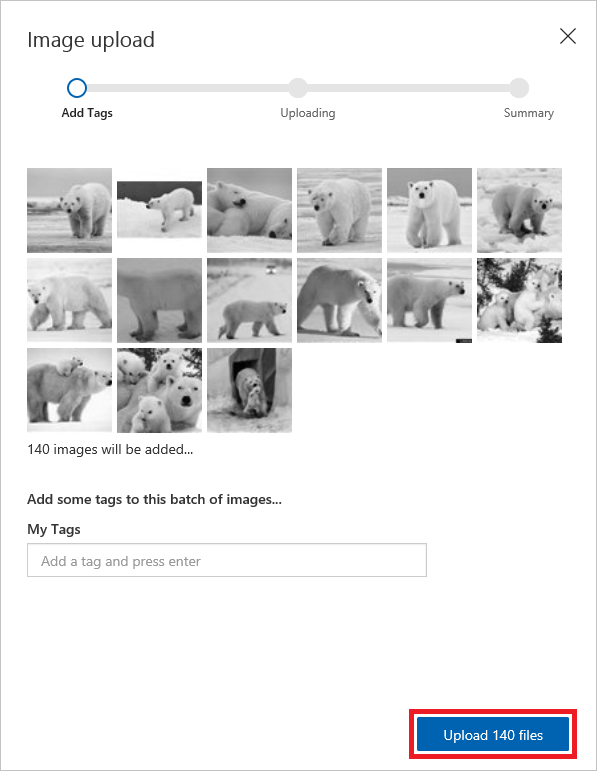 Image upload
Add Tags
Uploading
Summary
140 images will be added...
Add some tags to this batch of images...
My Tags
Add a tag and press enter
Upload 140 files